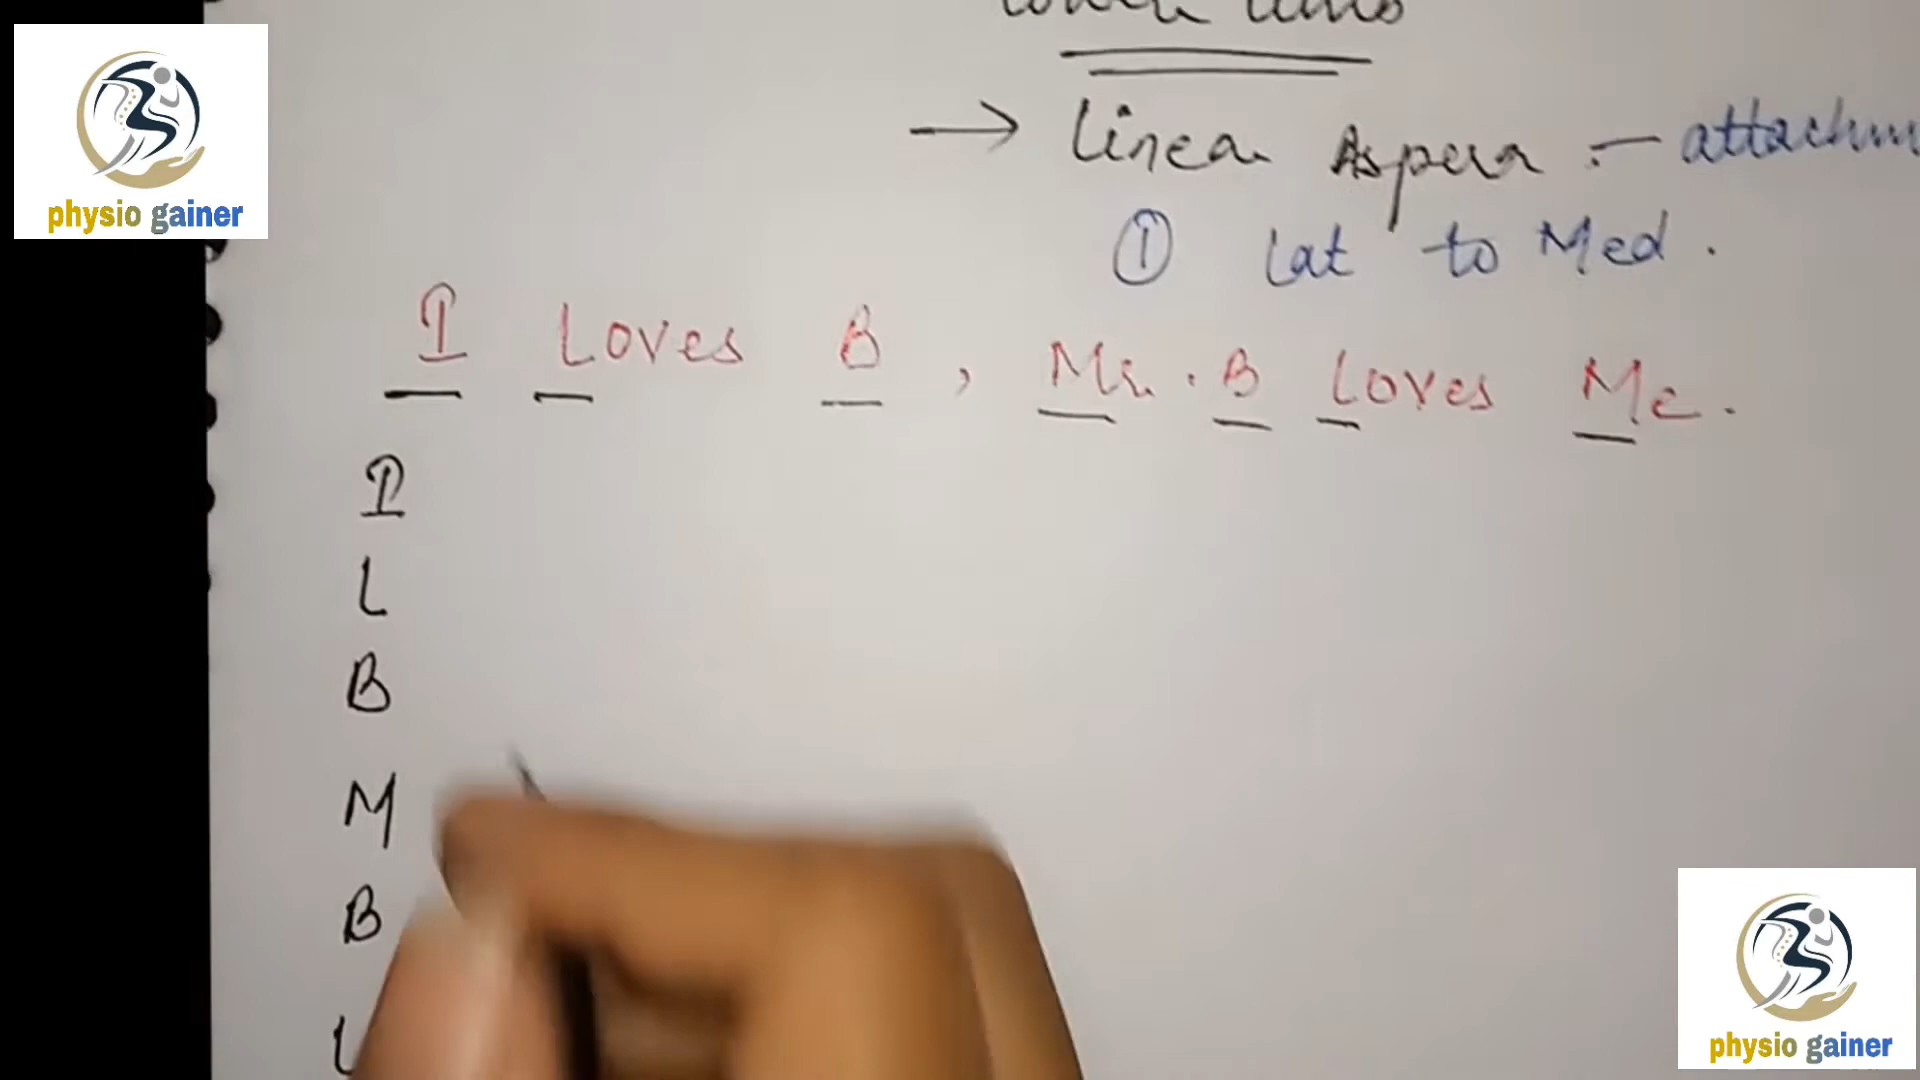 physio gainer
→ Linea Aspera :- attachm
① Lat to Med.
I Loves B, Mr. B Loves Me.
I
L
B
M
B
L
physio gainer